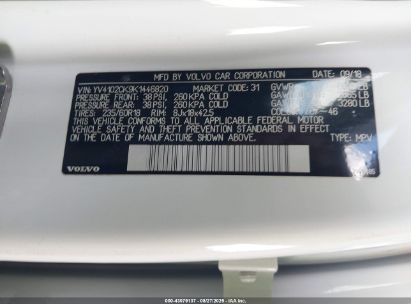 MFD BY VOLVO CAR CORPORATION DATE: 09/18
VIN: YV4102CK9K1446820 MARKET CODE: 31 GVWR
PRESSURE FRONT: 38 PSI, 260 KPA COLD LB
PRESSURE REAR: 38 PSI, 260 KPA COLD 3280 LB
TIRES: 235/60R18 RIM: 8Jx18x42.5
THIS VEHICLE CONFORMS TO ALL APPLICABLE FEDERAL MOTOR
VEHICLE SAFETY AND THEFT PREVENTION STANDARDS IN EFFECT ON
THE DATE OF MANUFACTURE SHOWN ABOVE. TYPE: MPV
VOLVO